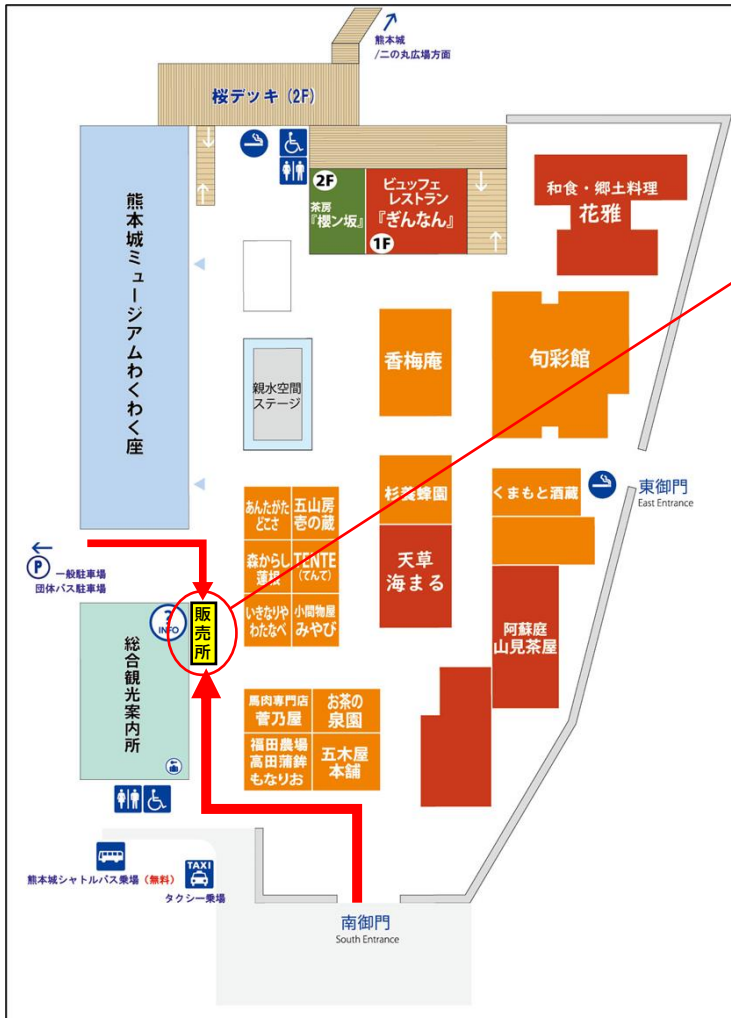 熊本城
/二の丸広場方面
桜デッキ (2F)
2F
茶房
『櫻ン坂』
ビュッフェ
レストラン
『ぎんなん』
1F
和食・郷土料理
花雅
熊本城ミュージアムわくわく座
香梅庵
旬彩館
親水空間
ステージ
杉養蜂園
くまもと酒蔵
東御門
East Entrance
あんたがた
どこさ
五山房
壱の蔵
森からし
蓮根
TENTE
(てんて)
いきなりや
わたなべ
小間物屋
みやび
天草
海まる
阿蘇庭
山見茶屋
P
一般駐車場
団体バス駐車場
?
INFO
販売所
総合観光案内所
馬肉専門店
菅乃屋
お茶の
泉園
福田農場
高田蒲鉾
もなりお
五木屋
本舗
熊本城シャトルバス乗場(無料)
TAXI
タクシー乗場
南御門
South Entrance